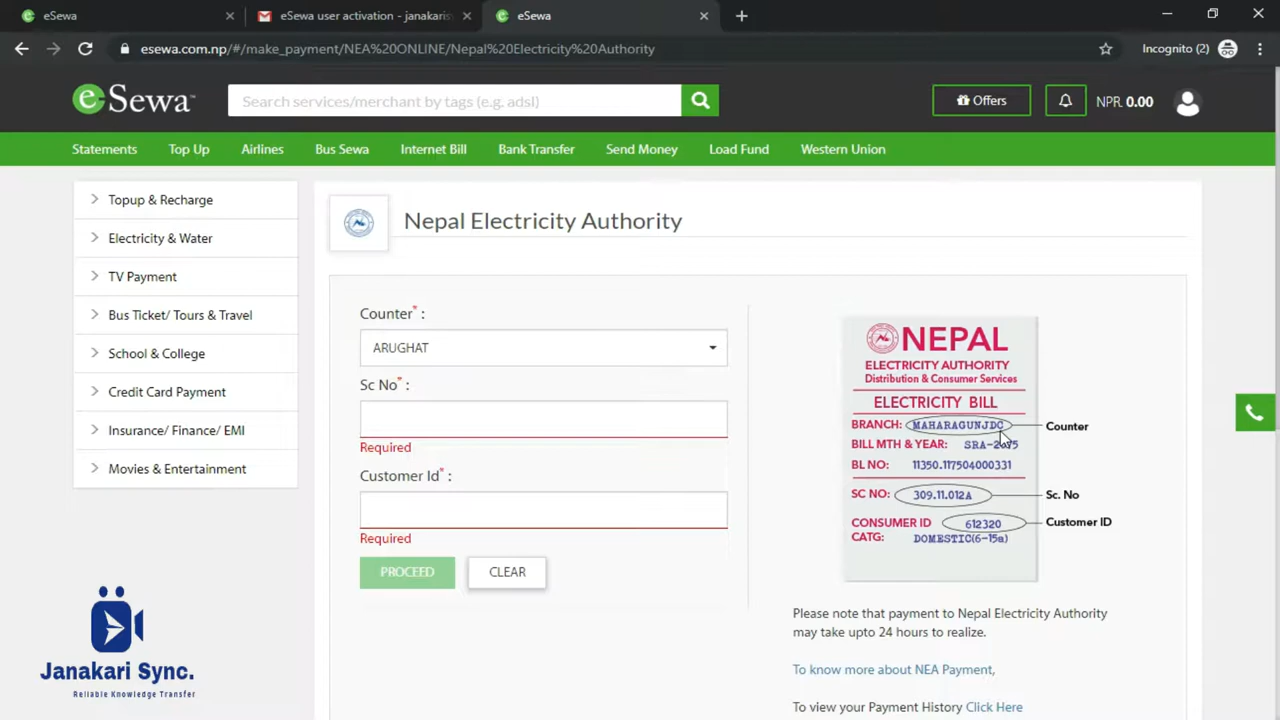 eSewa
eSewa user activation - janakaris
eSewa
esewa.com.np/#/make_payment/NEA%20ONLINE/Nepal%20Electricity%20Authority
Incognito (2)
eSewa™
Search services/merchant by tags (e.g. adsl)
Offers
NPR. 0.00
Statements
Top Up
Airlines
Bus Sewa
Internet Bill
Bank Transfer
Send Money
Load Fund
Western Union
Topup & Recharge
Electricity & Water
TV Payment
Bus Ticket/ Tours & Travel
School & College
Credit Card Payment
Insurance/ Finance/ EMI
Movies & Entertainment
Nepal Electricity Authority
Counter* :
ARUGHAT
Sc No* :
Required
Customer Id* :
Required
PROCEED
CLEAR
NEPAL
ELECTRICITY AUTHORITY
Distribution & Consumer Services
ELECTRICITY BILL
BRANCH: MAHARAGUNJDC
Counter
BILL MTH & YEAR: SRA-2075
BL NO: 11350.117504000331
SC NO: 309.11.012A
Sc. No
CONSUMER ID 612320
Customer ID
CATG: DOMESTIC(6-15a)
Please note that payment to Nepal Electricity Authority
may take upto 24 hours to realize.
To know more about NEA Payment,
To view your Payment History Click Here
Janakari Sync.
Reliable Knowledge Transfer